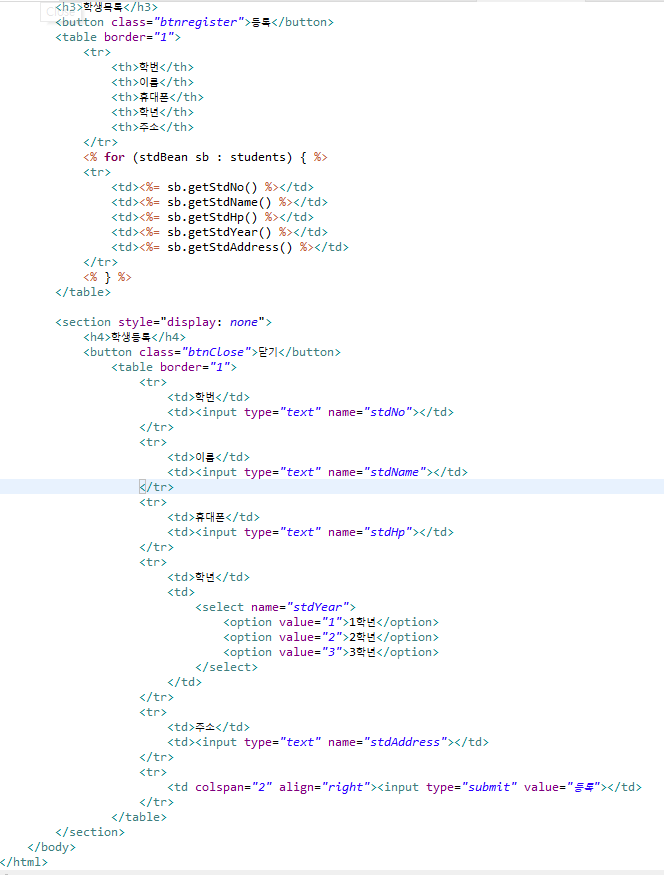 <h3>학생목록</h3>
<button class="btnregister">등록</button>
<table border="1">
<tr>
<th>학번</th>
<th>이름</th>
<th>휴대폰</th>
<th>학년</th>
<th>주소</th>
</tr>
<% for (stdBean sb : students) { %>
<tr>
<td><%= sb.getStdNo() %></td>
<td><%= sb.getStdName() %></td>
<td><%= sb.getStdHp() %></td>
<td><%= sb.getStdYear() %></td>
<td><%= sb.getStdAddress() %></td>
</tr>
<% } %>
</table>
<section style="display: none">
<h4>학생등록</h4>
<button class="btnClose">닫기</button>
<table border="1">
<tr>
<td>학번</td>
<td><input type="text" name="stdNo"></td>
</tr>
<tr>
<td>이름</td>
<td><input type="text" name="stdName"></td>
</tr>
<tr>
<td>휴대폰</td>
<td><input type="text" name="stdHp"></td>
</tr>
<tr>
<td>학년</td>
<td>
<select name="stdYear">
<option value="1">1학년</option>
<option value="2">2학년</option>
<option value="3">3학년</option>
</select>
</td>
</tr>
<tr>
<td>주소</td>
<td><input type="text" name="stdAddress"></td>
</tr>
<tr>
<td colspan="2" align="right"><input type="submit" value="등록"></td>
</tr>
</table>
</section>
</body>
</html>